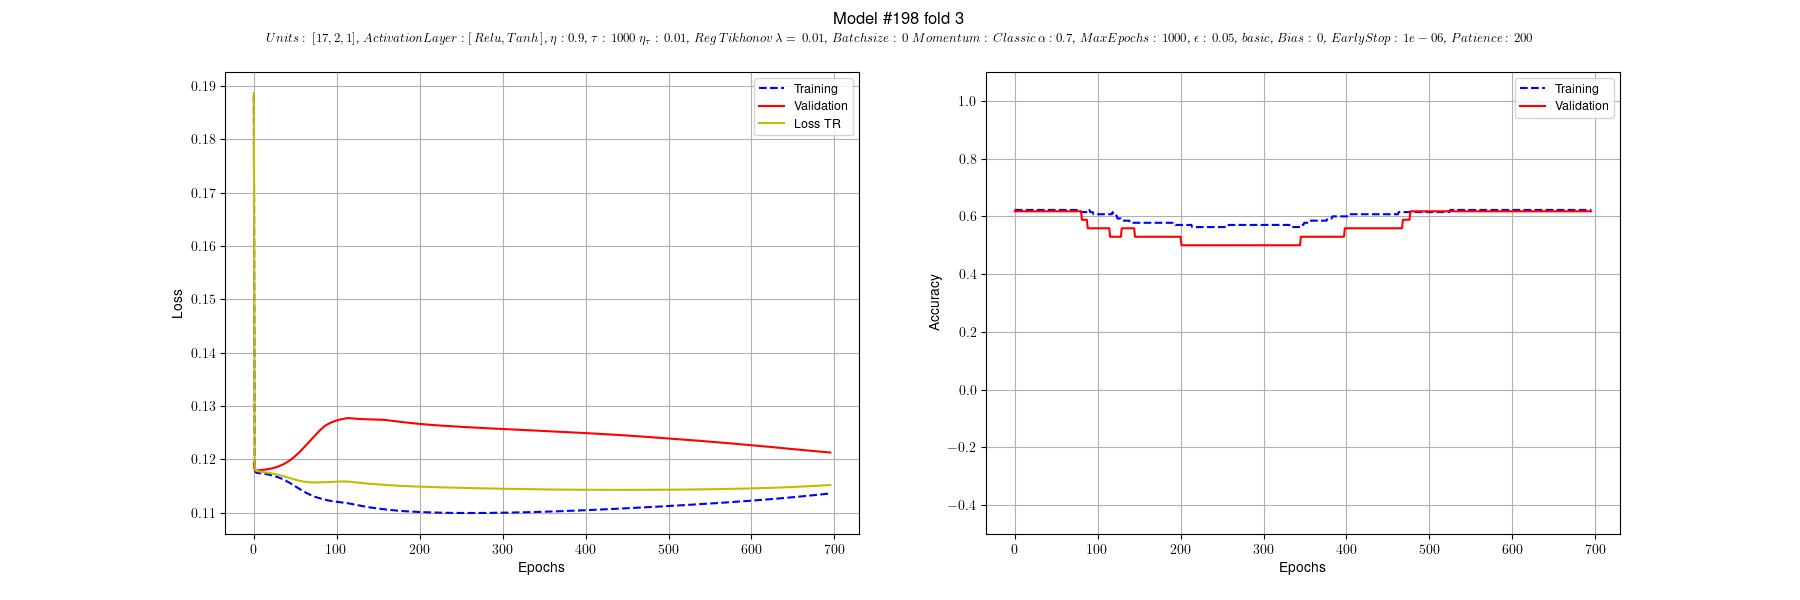 Model #198 fold 3
Units : [17, 2, 1], ActivationLayer : [ Relu, Tanh], η : 0.9, τ : 1000 ητ : 0.01, Reg Tikhonov λ = 0.01, Batchsize : 0 Momentum : Classic α : 0.7, MaxEpochs : 1000, ϵ : 0.05, basic, Bias : 0, EarlyStop : 1e − 06, Patience : 200
Loss
0.19
0.18
0.17
0.16
0.15
0.14
0.13
0.12
0.11
0 100 200 300 400 500 600 700
Epochs
Training
Validation
Loss TR
Accuracy
1.0
0.8
0.6
0.4
0.2
0.0
−0.2
−0.4
0 100 200 300 400 500 600 700
Epochs
Training
Validation